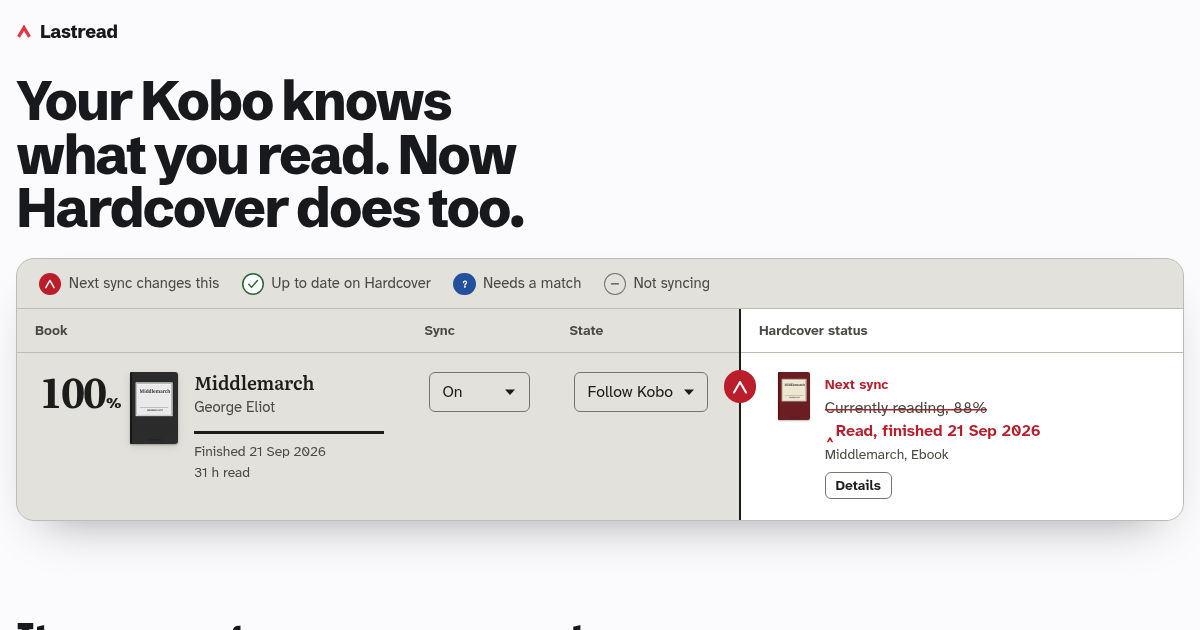 Lastread
Your Kobo knows
what you read. Now
Hardcover does too.
Next sync changes this
Up to date on Hardcover
? Needs a match
Not syncing
Book
Sync
State
Hardcover status
100%
Middlemarch
Middlemarch
George Eliot
Finished 21 Sep 2026
31 h read
On
Follow Kobo
Middlemarch
Next sync
Currently reading, 88%
Read, finished 21 Sep 2026
Middlemarch, Ebook
Details